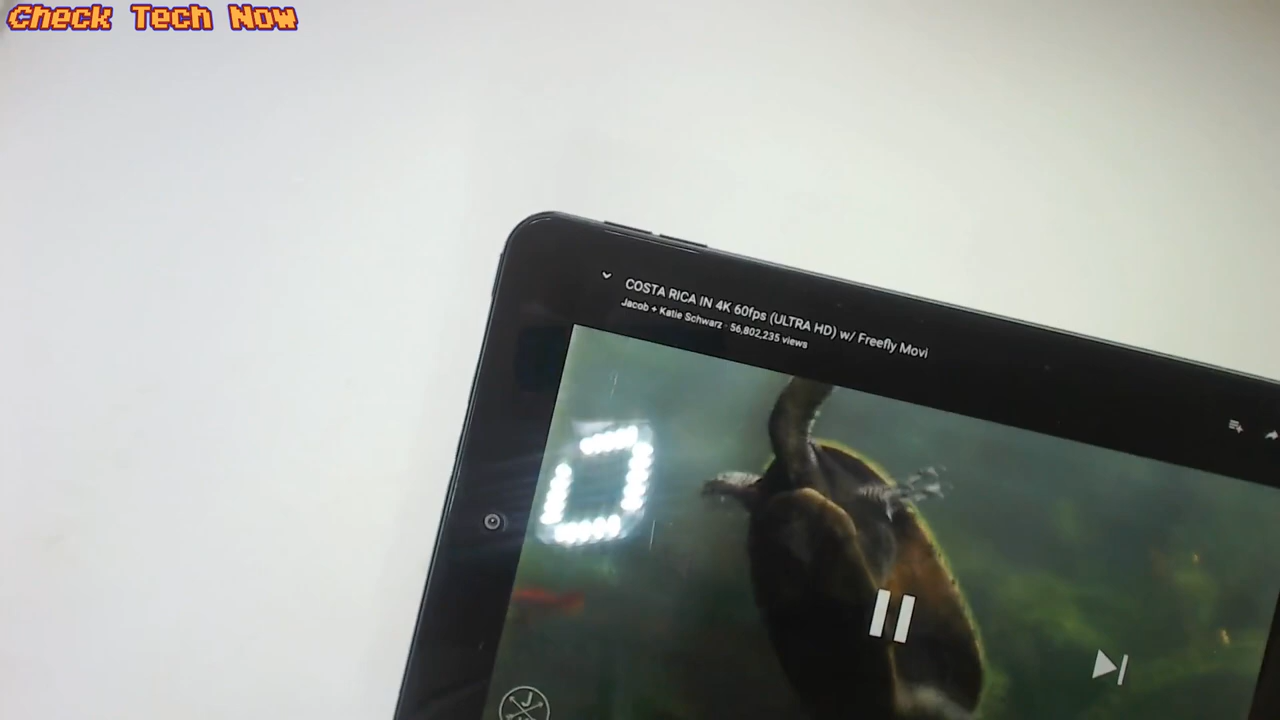 Check Tech Now
COSTA RICA IN 4K 60fps (ULTRA HD) w/ Freefly Movi
Jacob + Katie Schwarz · 56,802,235 views
J